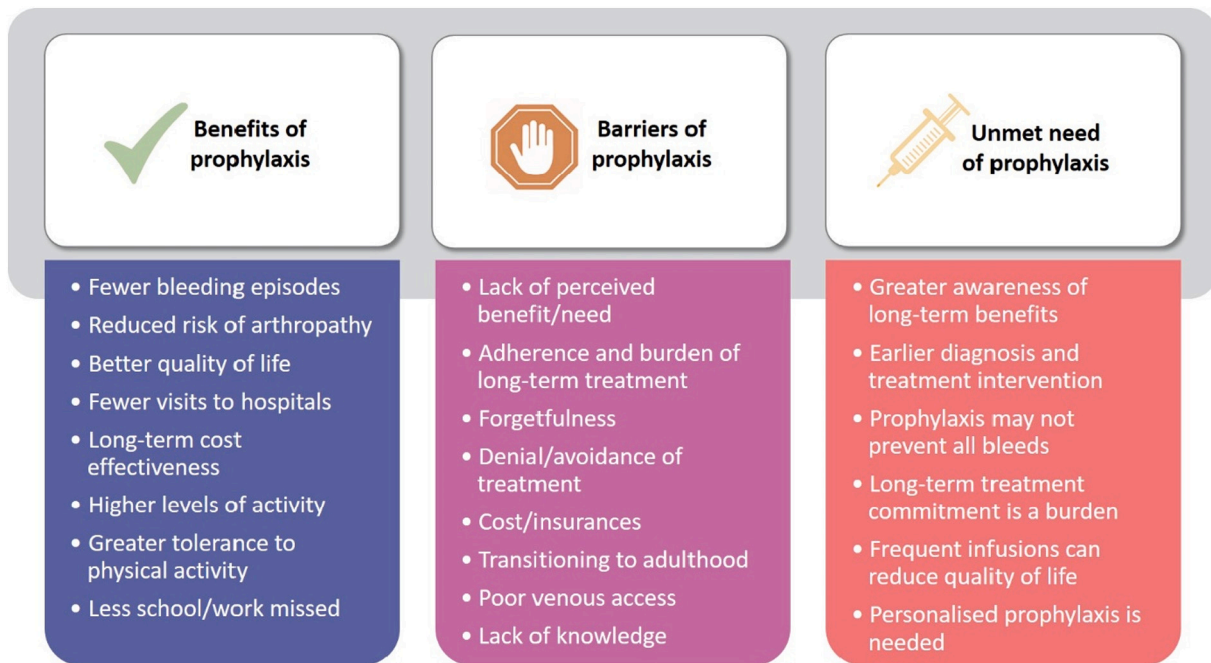 Benefits of
prophylaxis
• Fewer bleeding episodes
• Reduced risk of arthropathy
• Better quality of life
• Fewer visits to hospitals
• Long-term cost
effectiveness
• Higher levels of activity
• Greater tolerance to
physical activity
• Less school/work missed
Barriers of
prophylaxis
• Lack of perceived
benefit/need
• Adherence and burden of
long-term treatment
• Forgetfulness
• Denial/avoidance of
treatment
• Cost/insurances
• Transitioning to adulthood
• Poor venous access
• Lack of knowledge
Unmet need
of prophylaxis
• Greater awareness of
long-term benefits
• Earlier diagnosis and
treatment intervention
• Prophylaxis may not
prevent all bleeds
• Long-term treatment
commitment is a burden
• Frequent infusions can
reduce quality of life
• Personalised prophylaxis is
needed